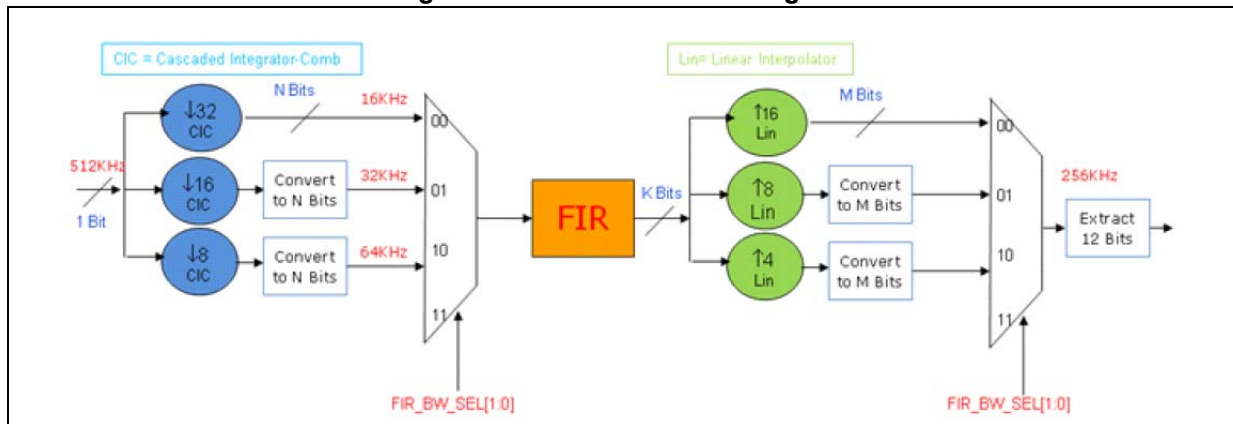 CIC = Cascaded Integrator-Comb
Lin= Linear Interpolator
N Bits
16KHz
↓32
CIC
00
512KHz
1 Bit
↓16
CIC
Convert
to N Bits
32KHz
01
↓8
CIC
Convert
to N Bits
64KHz
10
11
FIR_BW_SEL[1:0]
FIR
K Bits
↑16
Lin
M Bits
00
↑8
Lin
Convert
to M Bits
01
↑4
Lin
Convert
to M Bits
10
11
FIR_BW_SEL[1:0]
256KHz
Extract
12 Bits